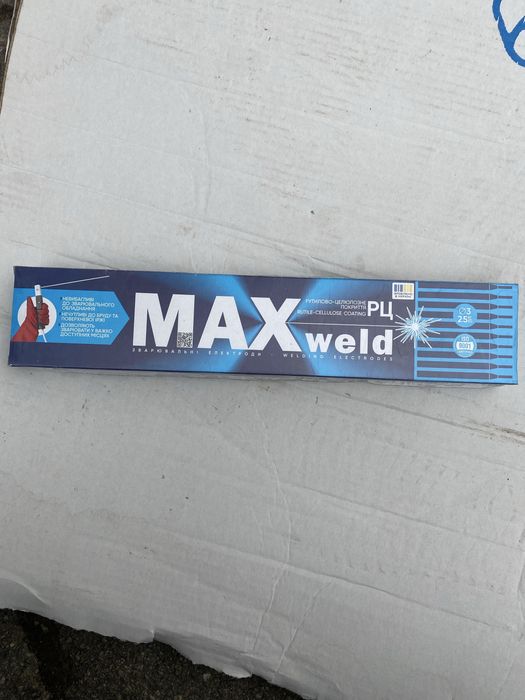 НЕВИБАГЛИВІ
ДО ЗВАРЮВАЛЬНОГО
ОБЛАДНАННЯ
НЕЧУТЛИВІ ДО БРУДУ ТА
ПОВЕРХНЕВОЇ ІРЖІ
ДОЗВОЛЯЮТЬ
ЗВАРЮВАТИ У ВАЖКО
ДОСТУПНИХ МІСЦЯХ
MAX
weld
РУТИЛОВО-ЦЕЛЮЛОЗНЕ
ПОКРИТТЯ
RUTILE-CELLULOSE COATING
РЦ
ЗВАРЮВАЛЬНІ ЕЛЕКТРОДИ - WELDING ELECTRODES
Ø3
2.5
9001